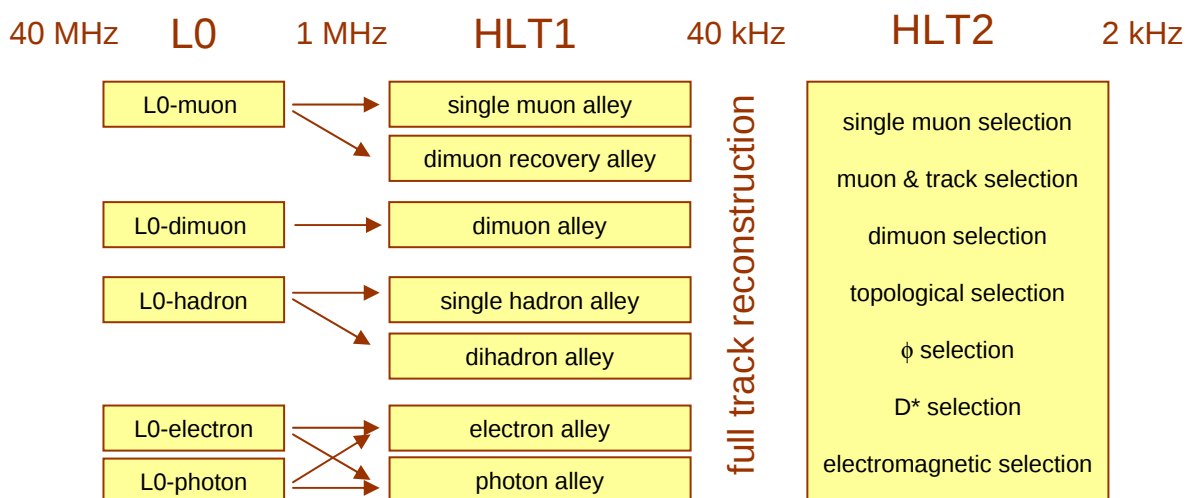 40 MHz L0 1 MHz HLT1 40 kHz HLT2 2 kHz
L0-muon
L0-dimuon
L0-hadron
L0-electron
L0-photon
single muon alley
dimuon recovery alley
dimuon alley
single hadron alley
dihadron alley
electron alley
photon alley
full track reconstruction
single muon selection
muon & track selection
dimuon selection
topological selection
ϕ selection
D* selection
electromagnetic selection